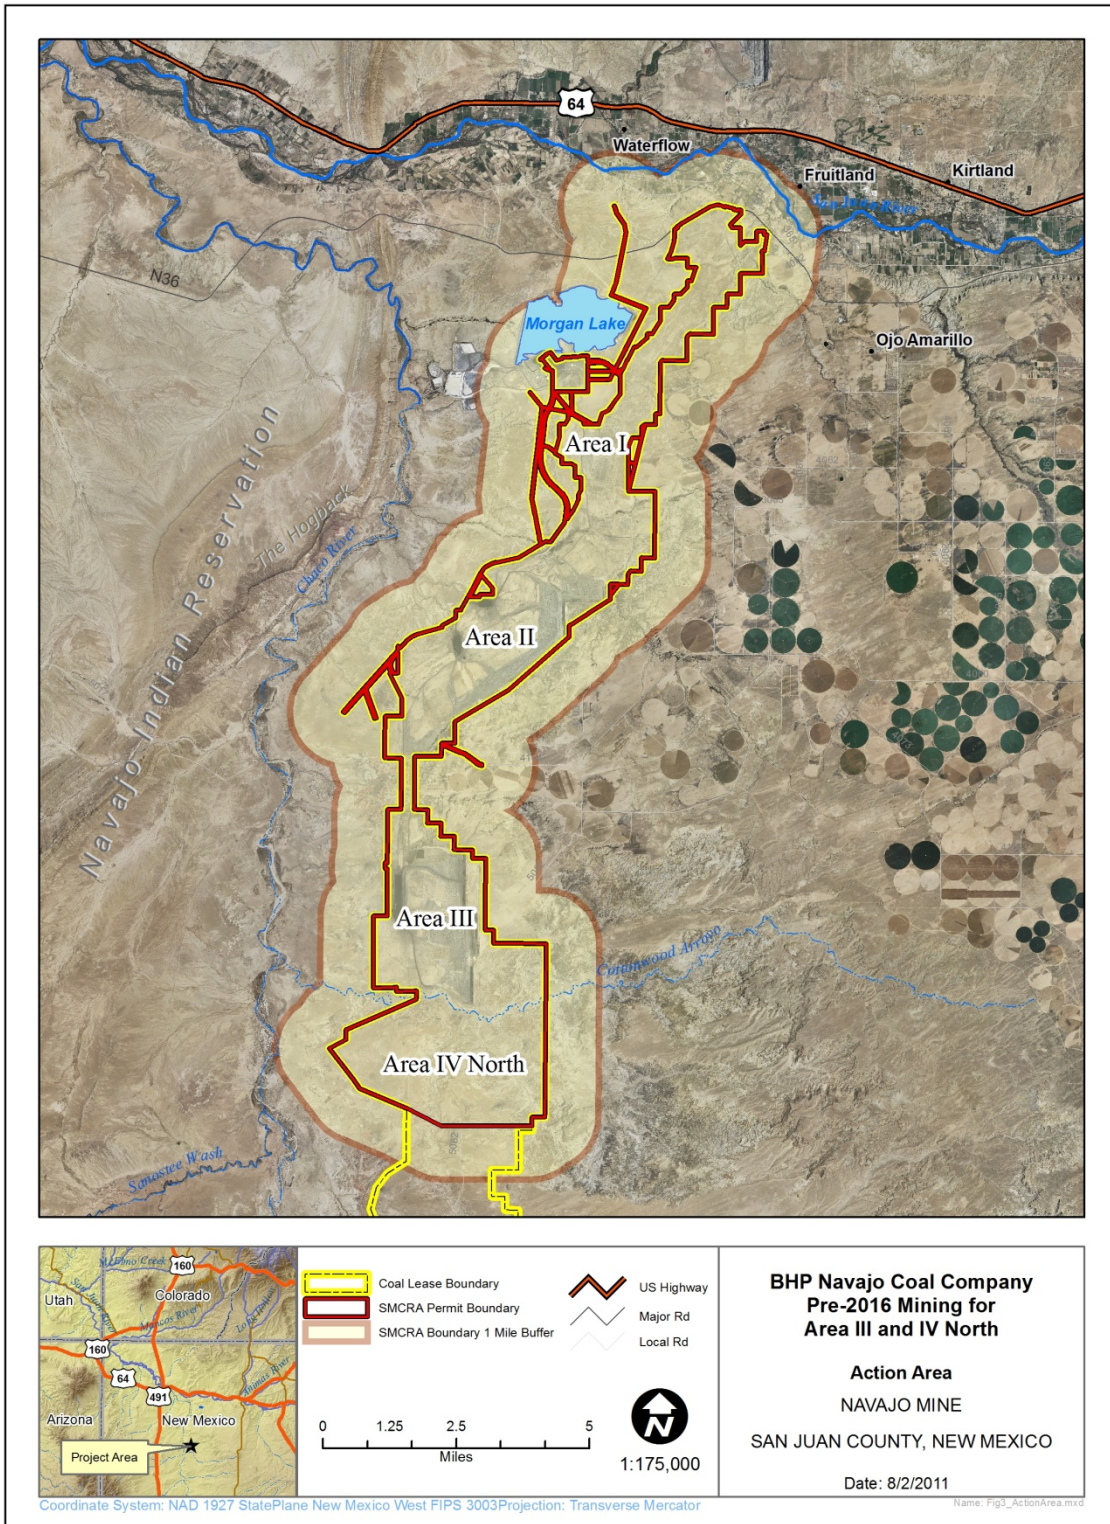 64
Waterflow
Fruitland
Kirtland
San Juan River
N36
Morgan Lake
Ojo Amarillo
Area I
Navajo Indian Reservation
The Hogback
Chaco River
Area II
Area III
Cottonwood Arroyo
Area IV North
Sanostee Wash
160
Utah
Colorado
San Juan River
Mancos River
160
64
491
Animas River
Arizona
New Mexico
Project Area
Coal Lease Boundary
SMCRA Permit Boundary
SMCRA Boundary 1 Mile Buffer
US Highway
Major Rd
Local Rd
0 1.25 2.5 5
Miles
N
1:175,000
BHP Navajo Coal Company
Pre-2016 Mining for
Area III and IV North
Action Area
NAVAJO MINE
SAN JUAN COUNTY, NEW MEXICO
Date: 8/2/2011
Coordinate System: NAD 1927 StatePlane New Mexico West FIPS 3003Projection: Transverse Mercator
Name: Fig3_ActionArea.mxd